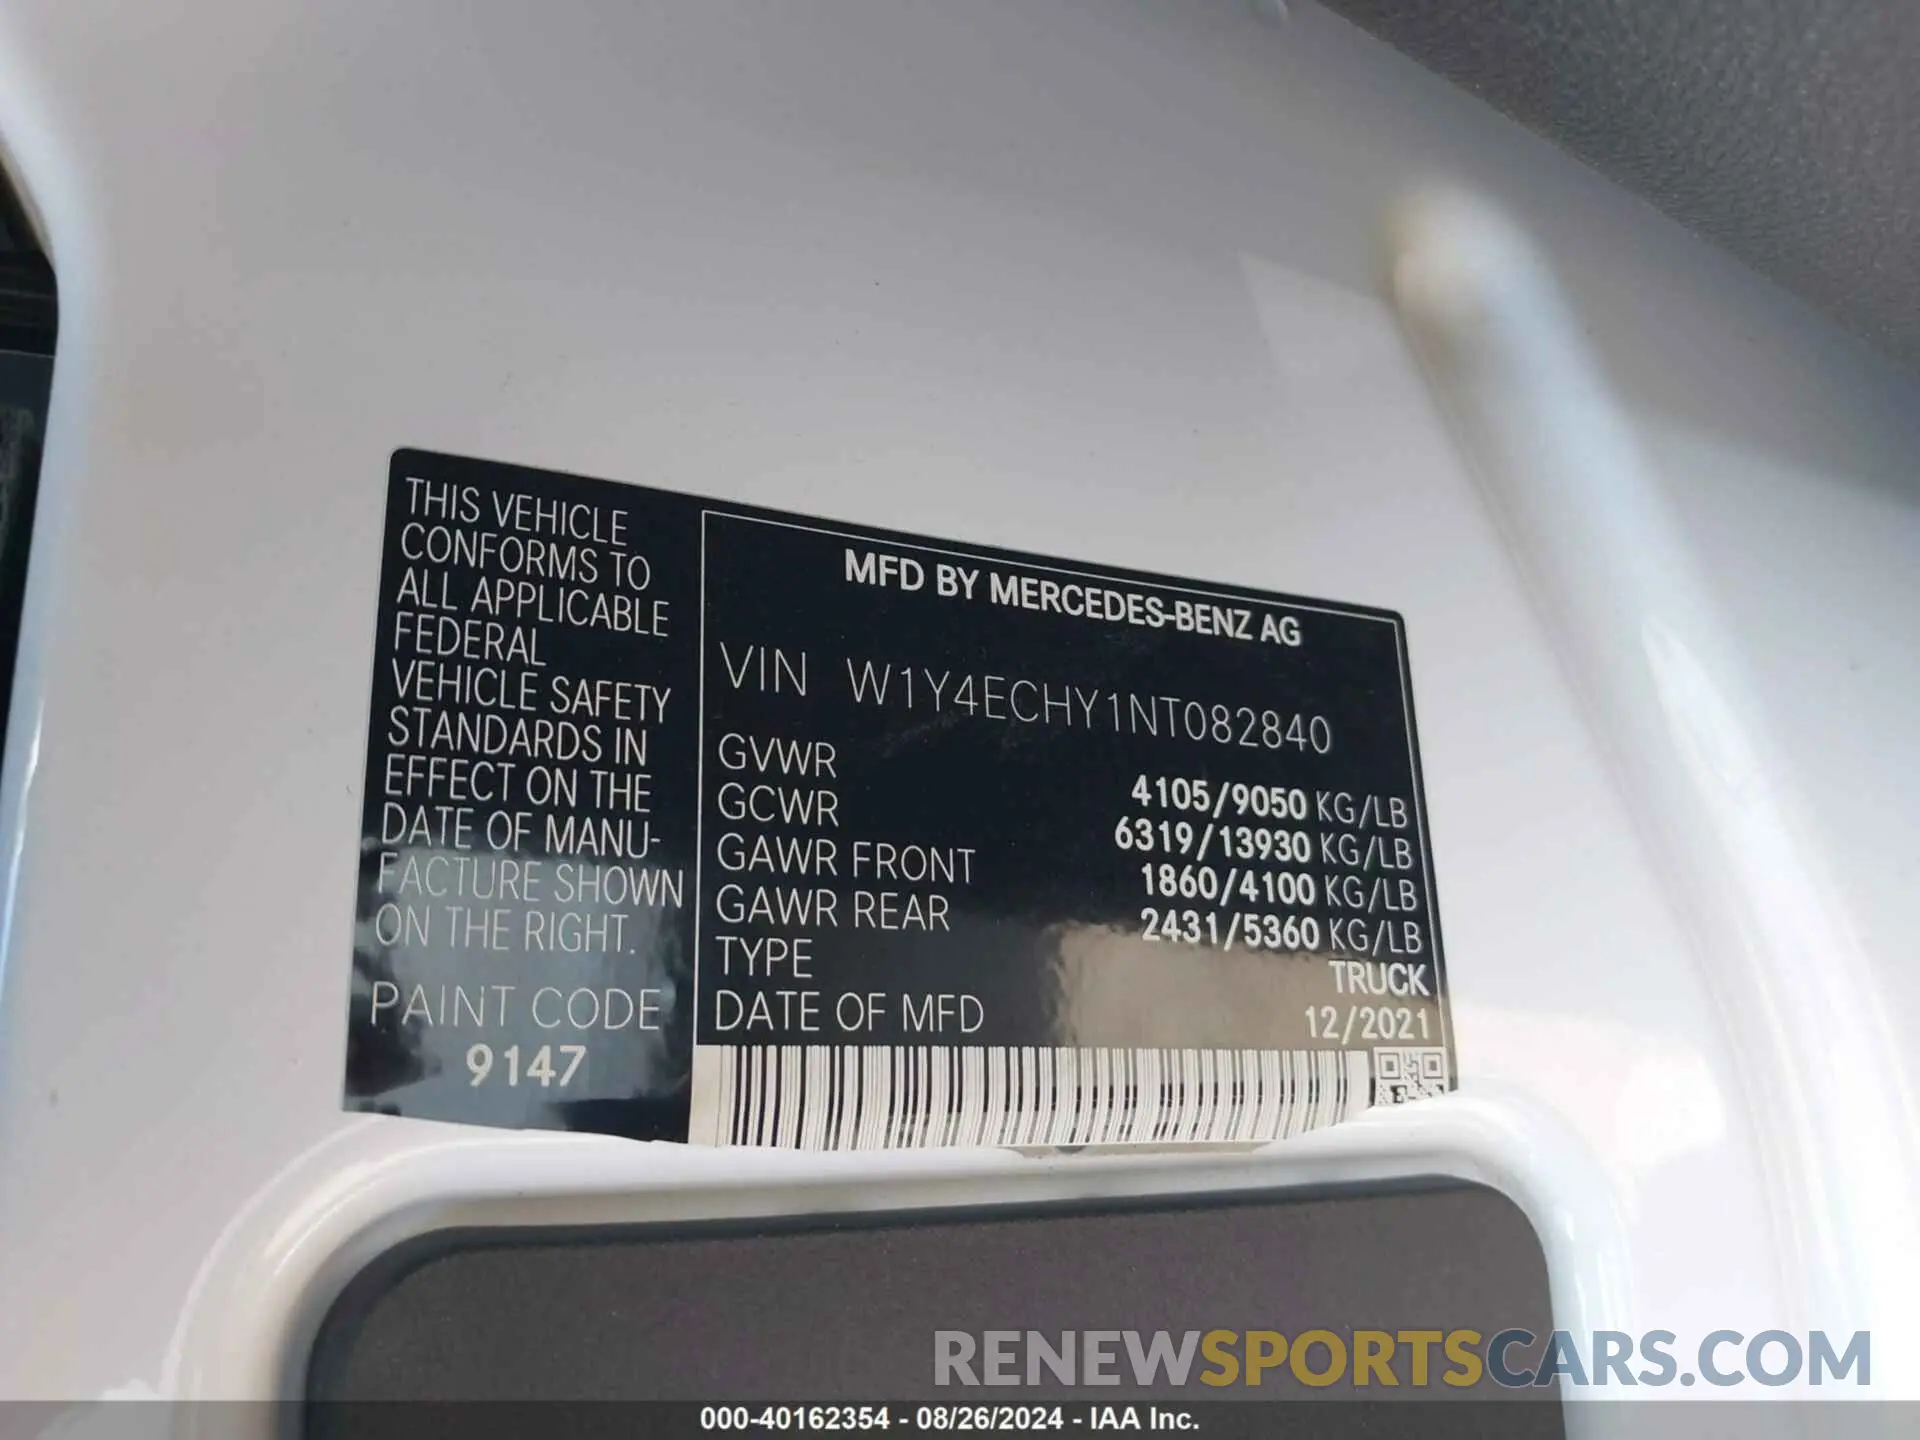 THIS VEHICLE
CONFORMS TO
ALL APPLICABLE
FEDERAL
VEHICLE SAFETY
STANDARDS IN
EFFECT ON THE
DATE OF MANU-
FACTURE SHOWN
ON THE RIGHT.
PAINT CODE
9147
MFD BY MERCEDES-BENZ AG
VIN W1Y4ECHY1NT082840
GVWR 4105/9050 KG/LB
GCWR 6319/13930 KG/LB
GAWR FRONT 1860/4100 KG/LB
GAWR REAR 2431/5360 KG/LB
TYPE TRUCK
DATE OF MFD 12/2021
RENEWSPORTSCARS.COM
000-40162354 - 08/26/2024 - IAA Inc.